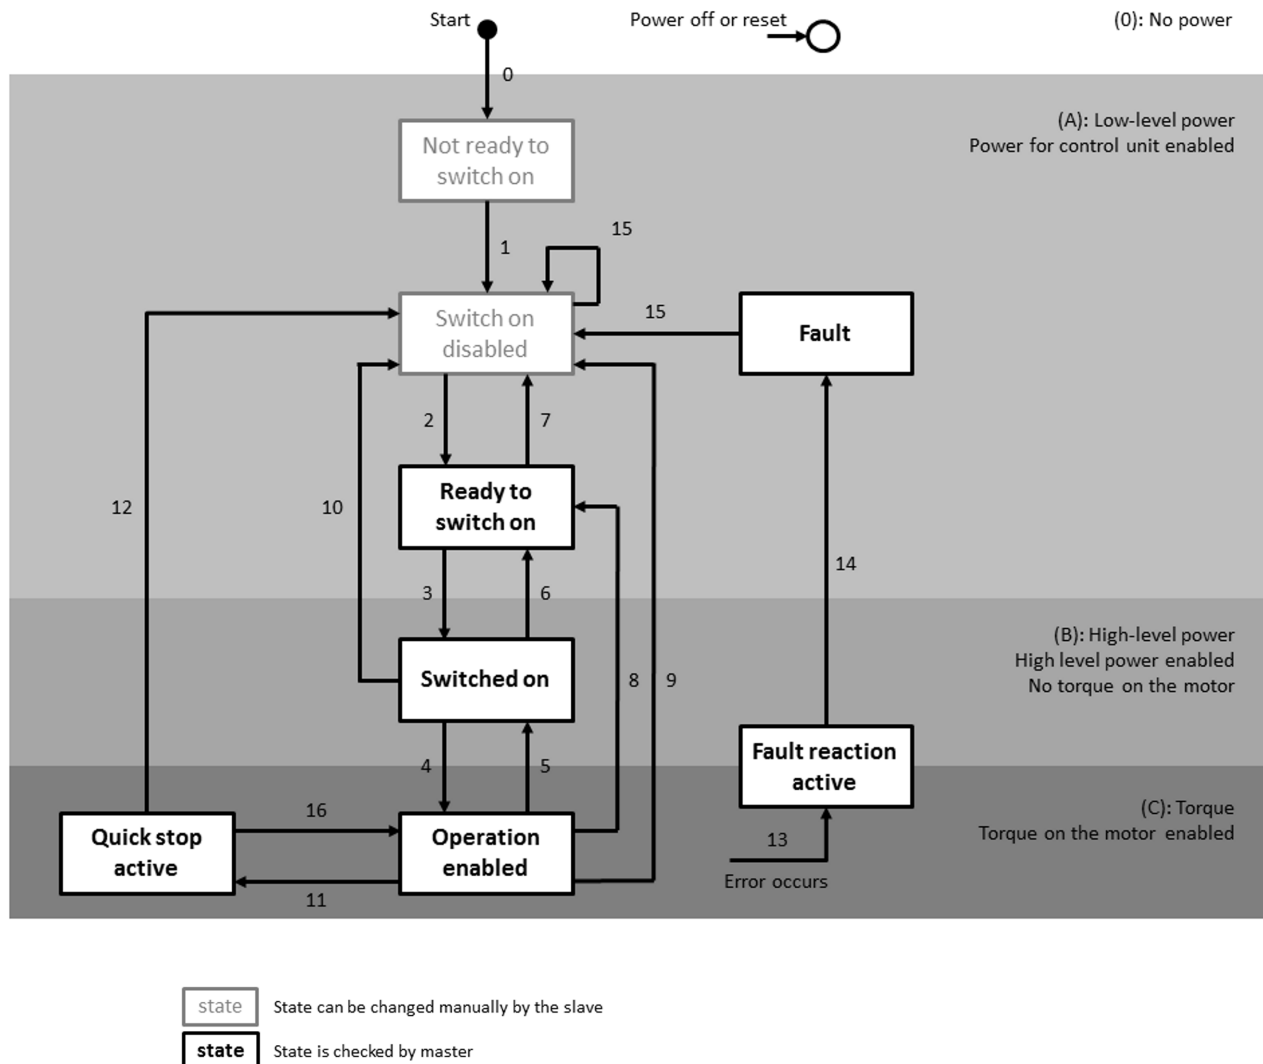 Start
Power off or reset
(0): No power
0
(A): Low-level power
Power for control unit enabled
Not ready to
switch on
1
15
Switch on
disabled
15
Fault
2
7
12
10
Ready to
switch on
14
3
6
(B): High-level power
High level power enabled
No torque on the motor
Switched on
8
9
4
5
Fault reaction
active
16
(C): Torque
Torque on the motor enabled
Quick stop
active
Operation
enabled
13
Error occurs
11
state
State can be changed manually by the slave
state
State is checked by master